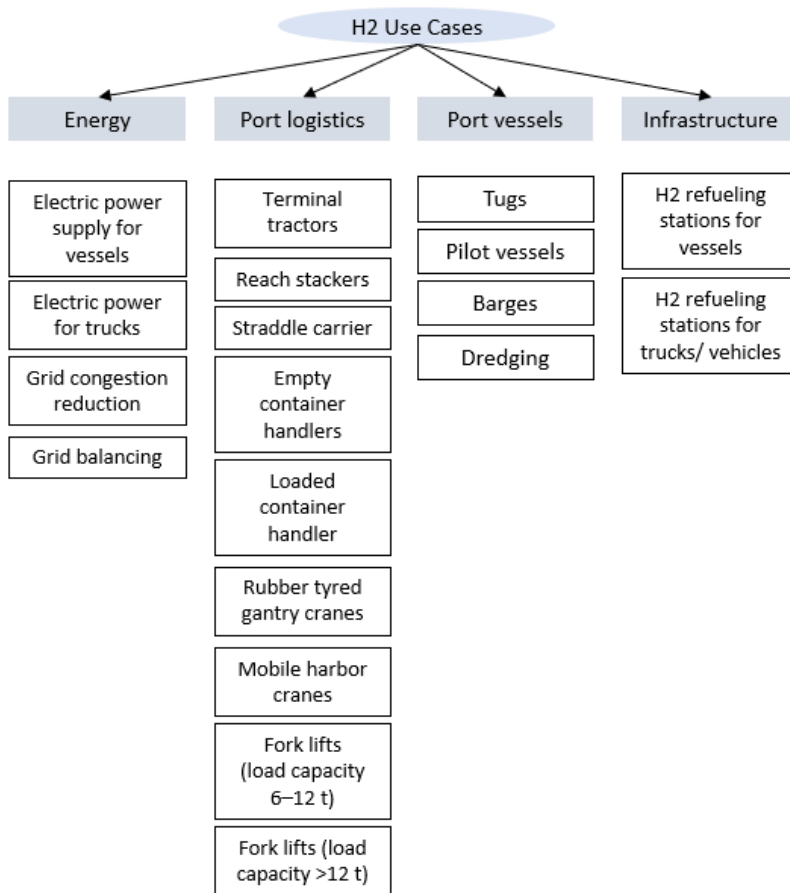 H2 Use Cases
Energy
Port logistics
Port vessels
Infrastructure
Electric power
supply for
vessels
Electric power
for trucks
Grid congestion
reduction
Grid balancing
Terminal
tractors
Reach stackers
Straddle carrier
Empty
container
handlers
Loaded
container
handler
Rubber tyred
gantry cranes
Mobile harbor
cranes
Fork lifts
(load capacity
6–12 t)
Fork lifts (load
capacity >12 t)
Tugs
Pilot vessels
Barges
Dredging
H2 refueling
stations for
vessels
H2 refueling
stations for
trucks/ vehicles